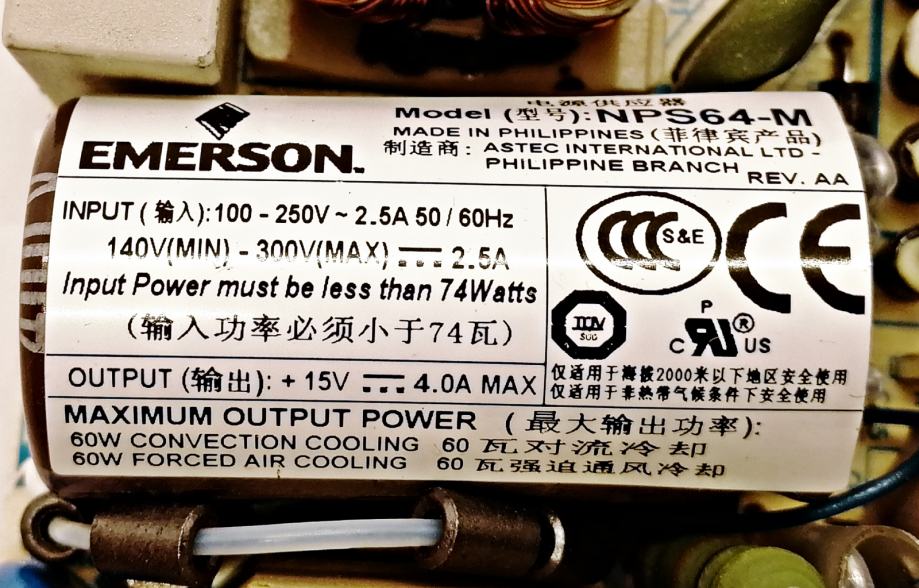 电源供应器
EMERSON
Model (型号): NPS64-M
MADE IN PHILIPPINES (菲律宾产品)
制造商: ASTEC INTERNATIONAL LTD -
PHILIPPINE BRANCH
REV. AA
INPUT (输入): 100 - 250V ~ 2.5A 50 / 60Hz
140V(MIN) - 300V(MAX) ⎓ 2.5A
Input Power must be less than 74Watts
(输入功率必须小于74瓦)
CCC S&E CE
TUV
SUD
P
C RU ® US
仅适用于海拔2000米以下地区安全使用
仅适用于非热带气候条件下安全使用
OUTPUT (输出): + 15V ⎓ 4.0A MAX
MAXIMUM OUTPUT POWER (最大输出功率):
60W CONVECTION COOLING 60 瓦对流冷却
60W FORCED AIR COOLING 60 瓦强迫通风冷却